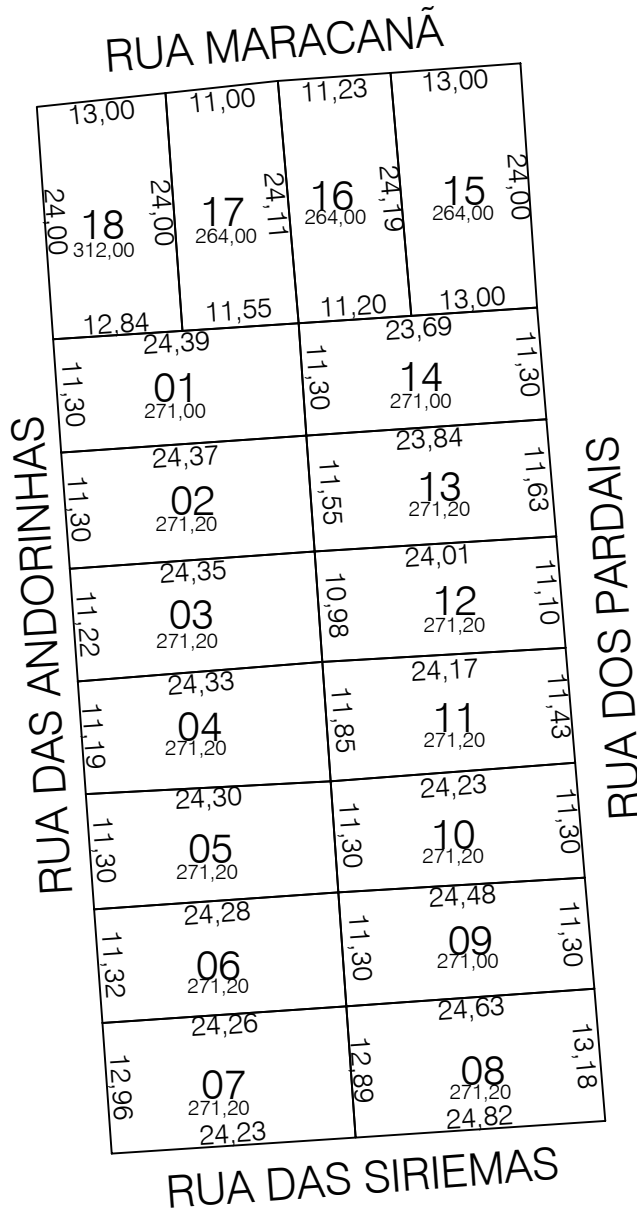 RUA MARACANÃ
13,00 11,00 11,23 13,00
24,00 18 312,00 24,00 17 264,00 24,11 16 264,00 24,19 15 264,00 24,00
12,84 11,55 11,20 13,00
24,39 23,69
11,30 01 271,00 11,30 14 271,00 11,30
24,37 23,84
11,30 02 271,20 11,55 13 271,20 11,63
24,35 24,01
11,22 03 271,20 10,98 12 271,20 11,10
24,33 24,17
11,19 04 271,20 11,85 11 271,20 11,43
24,30 24,23
11,30 05 271,20 11,30 10 271,20 11,30
24,28 24,48
11,32 06 271,20 11,30 09 271,00 11,30
24,26 24,63
12,96 07 271,20 12,89 08 271,20 13,18
24,23 24,82
RUA DAS ANDORINHAS
RUA DOS PARDAIS
RUA DAS SIRIEMAS